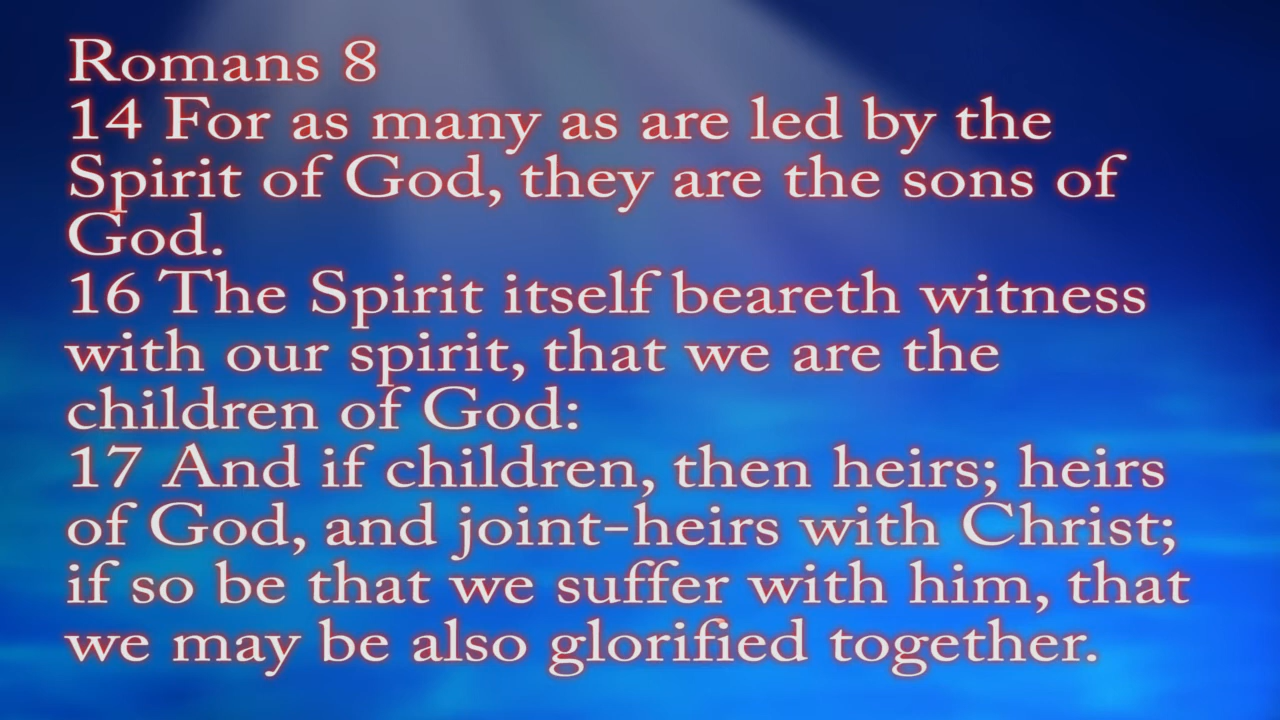 Romans 8
14 For as many as are led by the
Spirit of God, they are the sons of
God.
16 The Spirit itself beareth witness
with our spirit, that we are the
children of God:
17 And if children, then heirs; heirs
of God, and joint-heirs with Christ;
if so be that we suffer with him, that
we may be also glorified together.